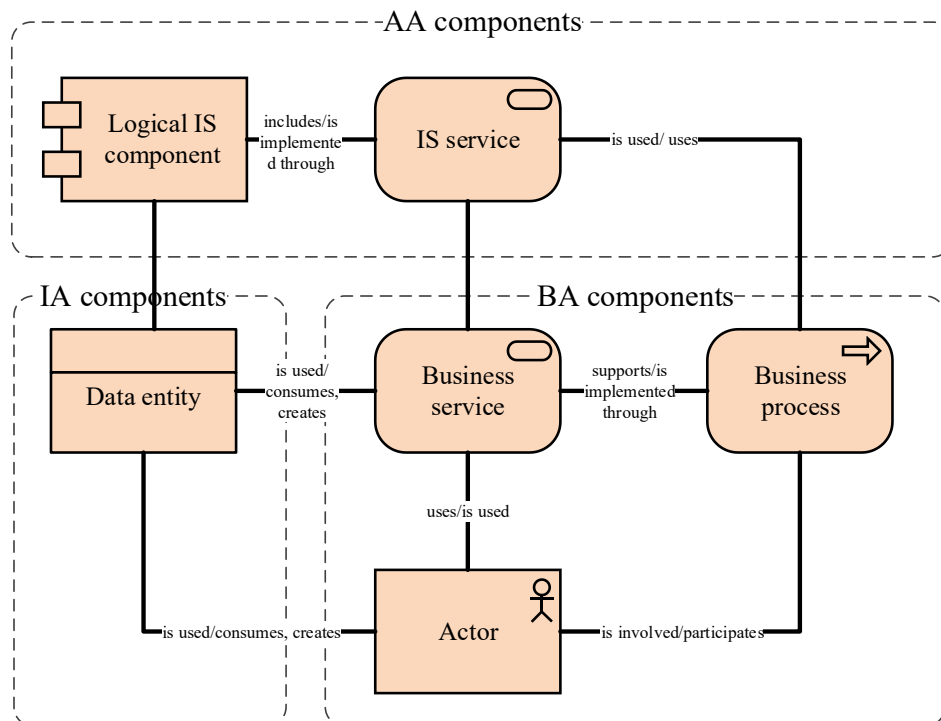 AA components
Logical IS
component
includes/is
implemente
d through
IS service
is used/ uses
IA components
BA components
Data entity
is used/
consumes,
creates
Business
service
supports/is
implemented
through
Business
process
uses/is used
is used/consumes, creates
Actor
is involved/participates